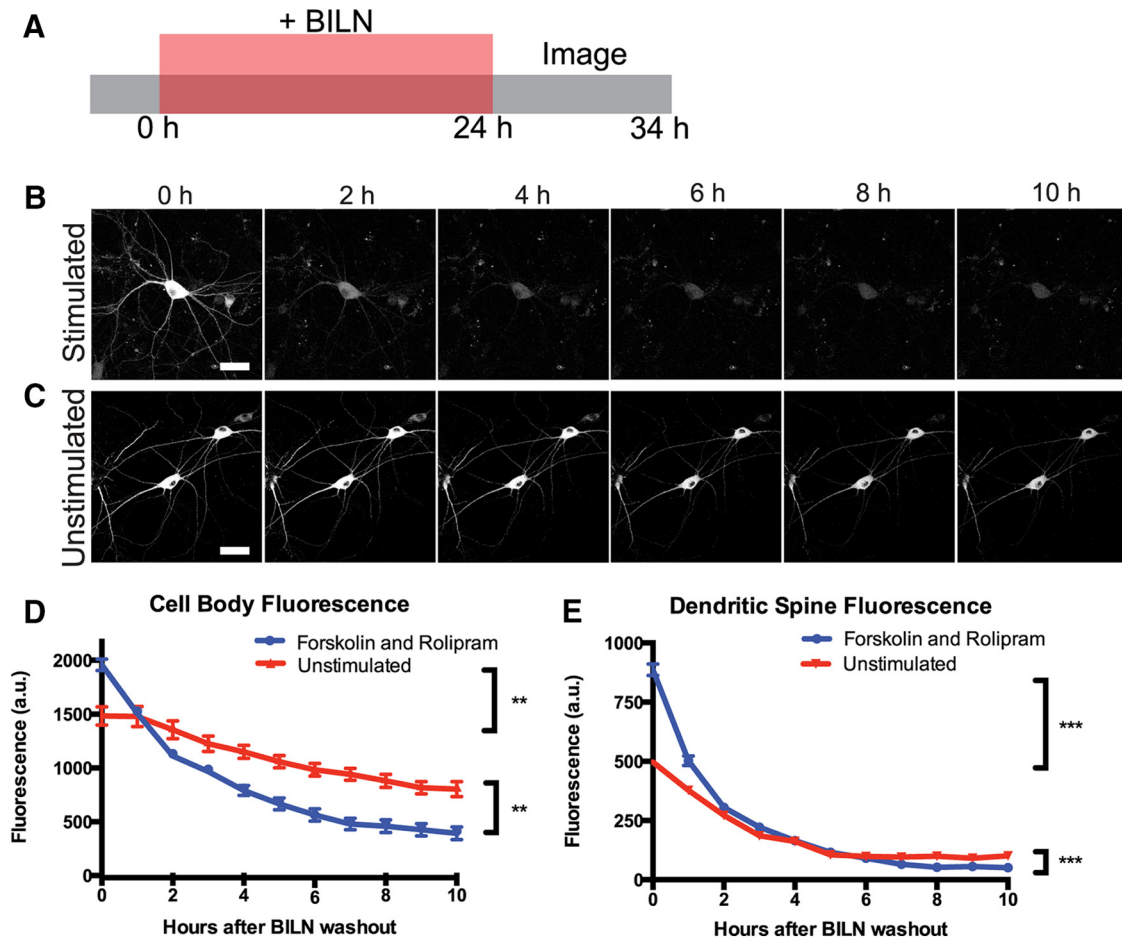 A
+ BILN
Image
0 h 24 h 34 h
B
0 h 2 h 4 h 6 h 8 h 10 h
Stimulated
C
Unstimulated
D
Cell Body Fluorescence
Forskolin and Rolipram
Unstimulated
Fluorescence (a.u.)
2000
1500
1000
500
0
**
**
0 2 4 6 8 10
Hours after BILN washout
E
Dendritic Spine Fluorescence
Forskolin and Rolipram
Unstimulated
Fluorescence (a.u.)
1000
750
500
250
0
***
***
0 2 4 6 8 10
Hours after BILN washout